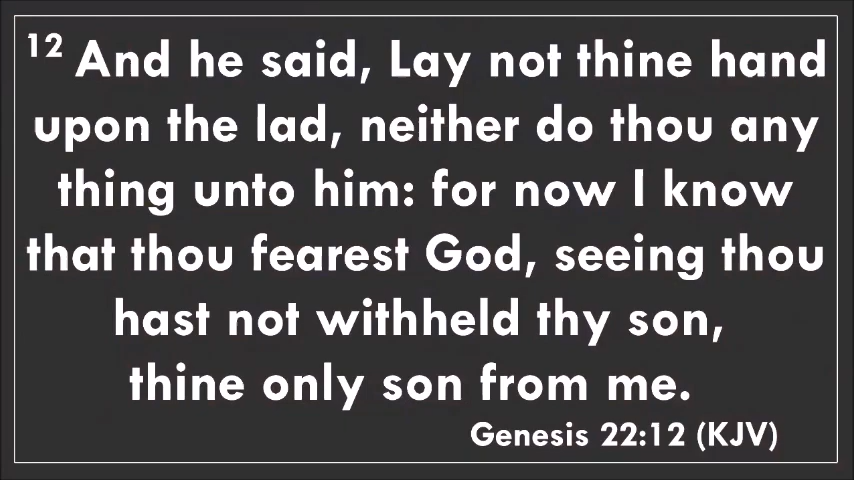 12 And he said, Lay not thine hand
upon the lad, neither do thou any
thing unto him: for now I know
that thou fearest God, seeing thou
hast not withheld thy son,
thine only son from me.
Genesis 22:12 (KJV)